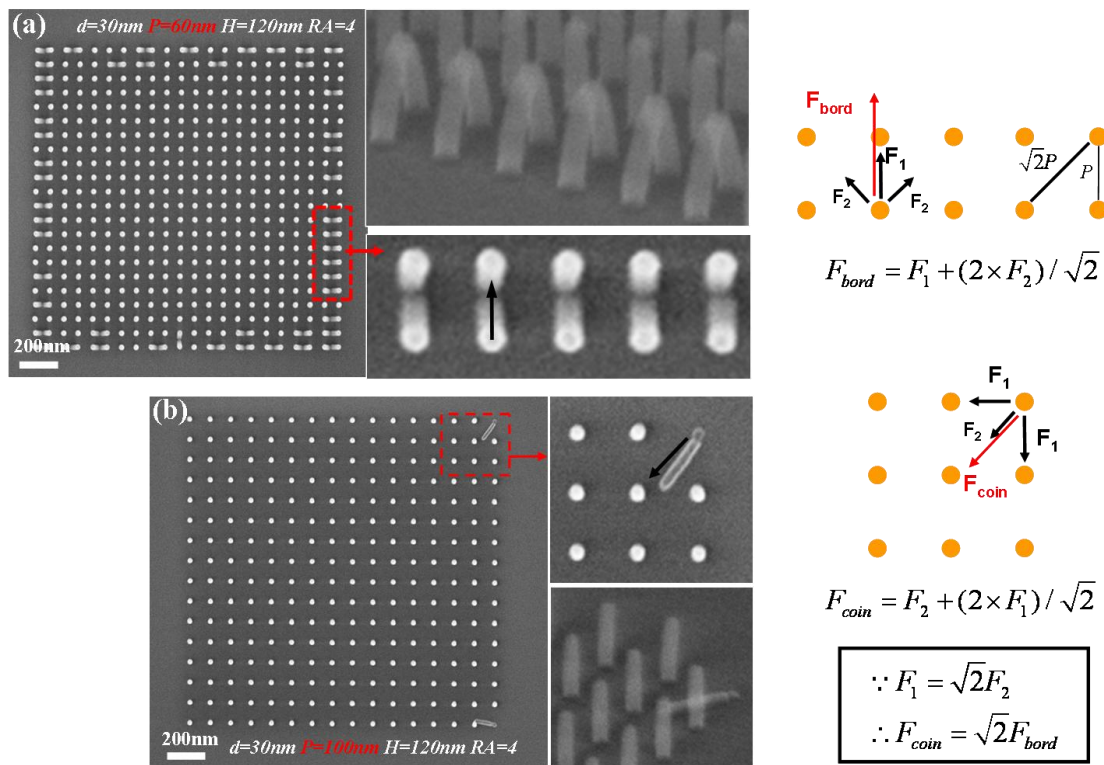 (a)
d=30nm P=60nm H=120nm RA=4
200nm
F_bord
F_1
F_2
F_2
√2P
P
F_bord = F_1 + (2 × F_2) / √2
(b)
200nm
d=30nm P=100nm H=120nm RA=4
F_1
F_2
F_1
F_coin
F_coin = F_2 + (2 × F_1) / √2
∵ F_1 = √2F_2
∴ F_coin = √2F_bord